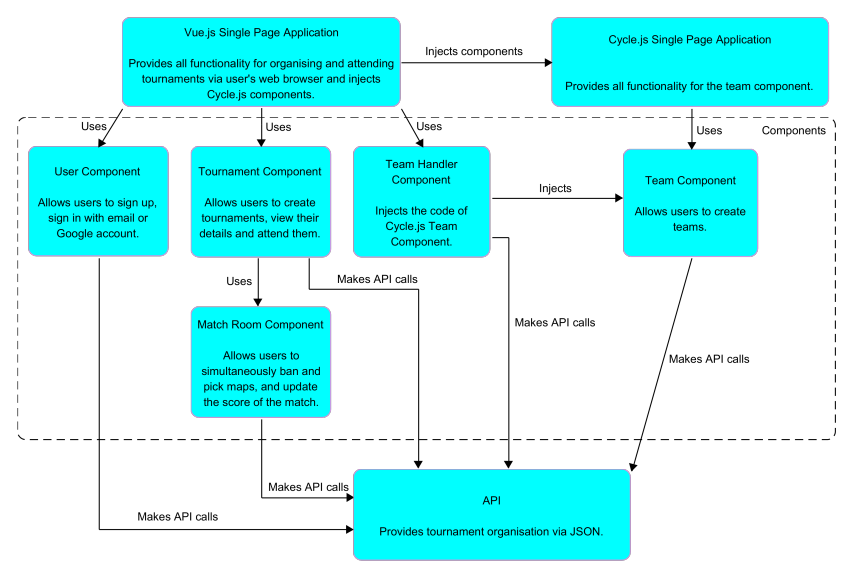 Vue.js Single Page Application
Provides all functionality for organising and attending
tournaments via user's web browser and injects
Cycle.js components.
Injects components
Cycle.js Single Page Application
Provides all functionality for the team component.
Uses
Uses
Uses
Uses
Components
User Component
Allows users to sign up,
sign in with email or
Google account.
Tournament Component
Allows users to create
tournaments, view their
details and attend them.
Team Handler
Component
Injects the code of
Cycle.js Team
Component.
Injects
Team Component
Allows users to create
teams.
Uses
Makes API calls
Makes API calls
Makes API calls
Match Room Component
Allows users to
simultaneously ban and
pick maps, and update
the score of the match.
Makes API calls
Makes API calls
API
Provides tournament organisation via JSON.